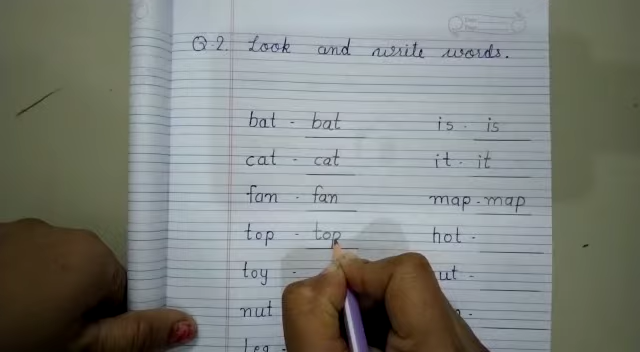 Q.2. Look and write words.
bat - bat is - is
cat - cat it - it
fan - fan map - map
top - top hot -
toy -
nut